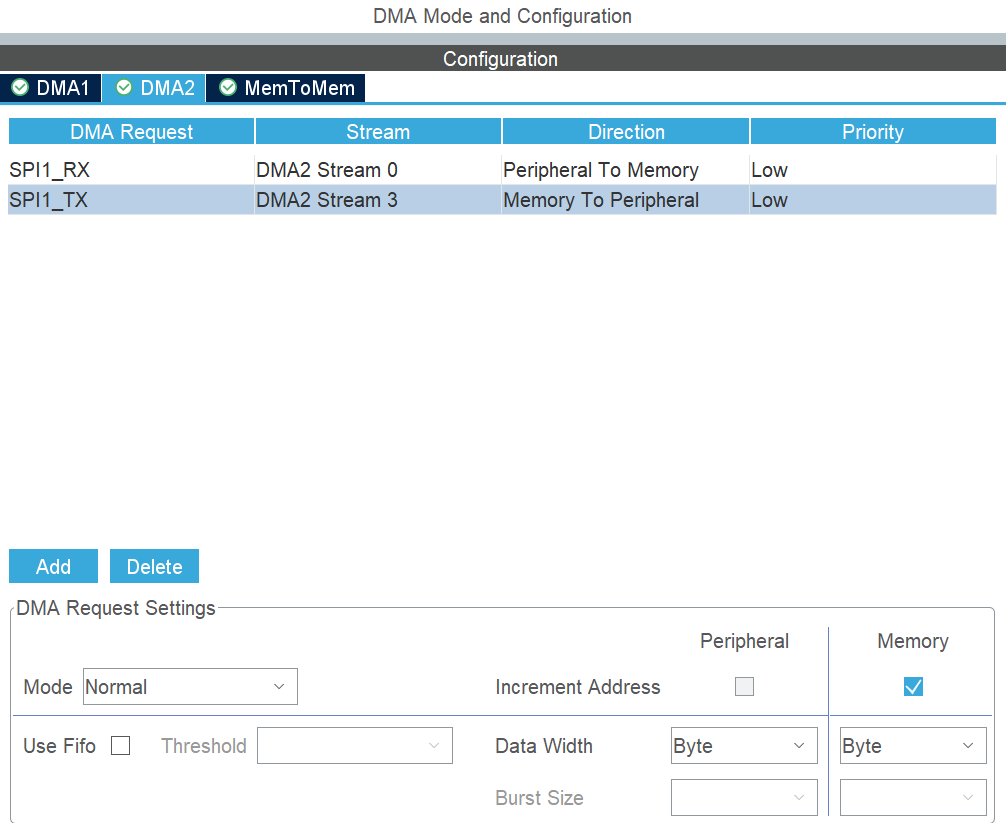 DMA Mode and Configuration
Configuration
DMA1 DMA2 MemToMem
DMA Request Stream Direction Priority
SPI1_RX DMA2 Stream 0 Peripheral To Memory Low
SPI1_TX DMA2 Stream 3 Memory To Peripheral Low
Add Delete
DMA Request Settings
Peripheral Memory
Mode Normal Increment Address
Use Fifo Threshold Data Width Byte Byte
Burst Size